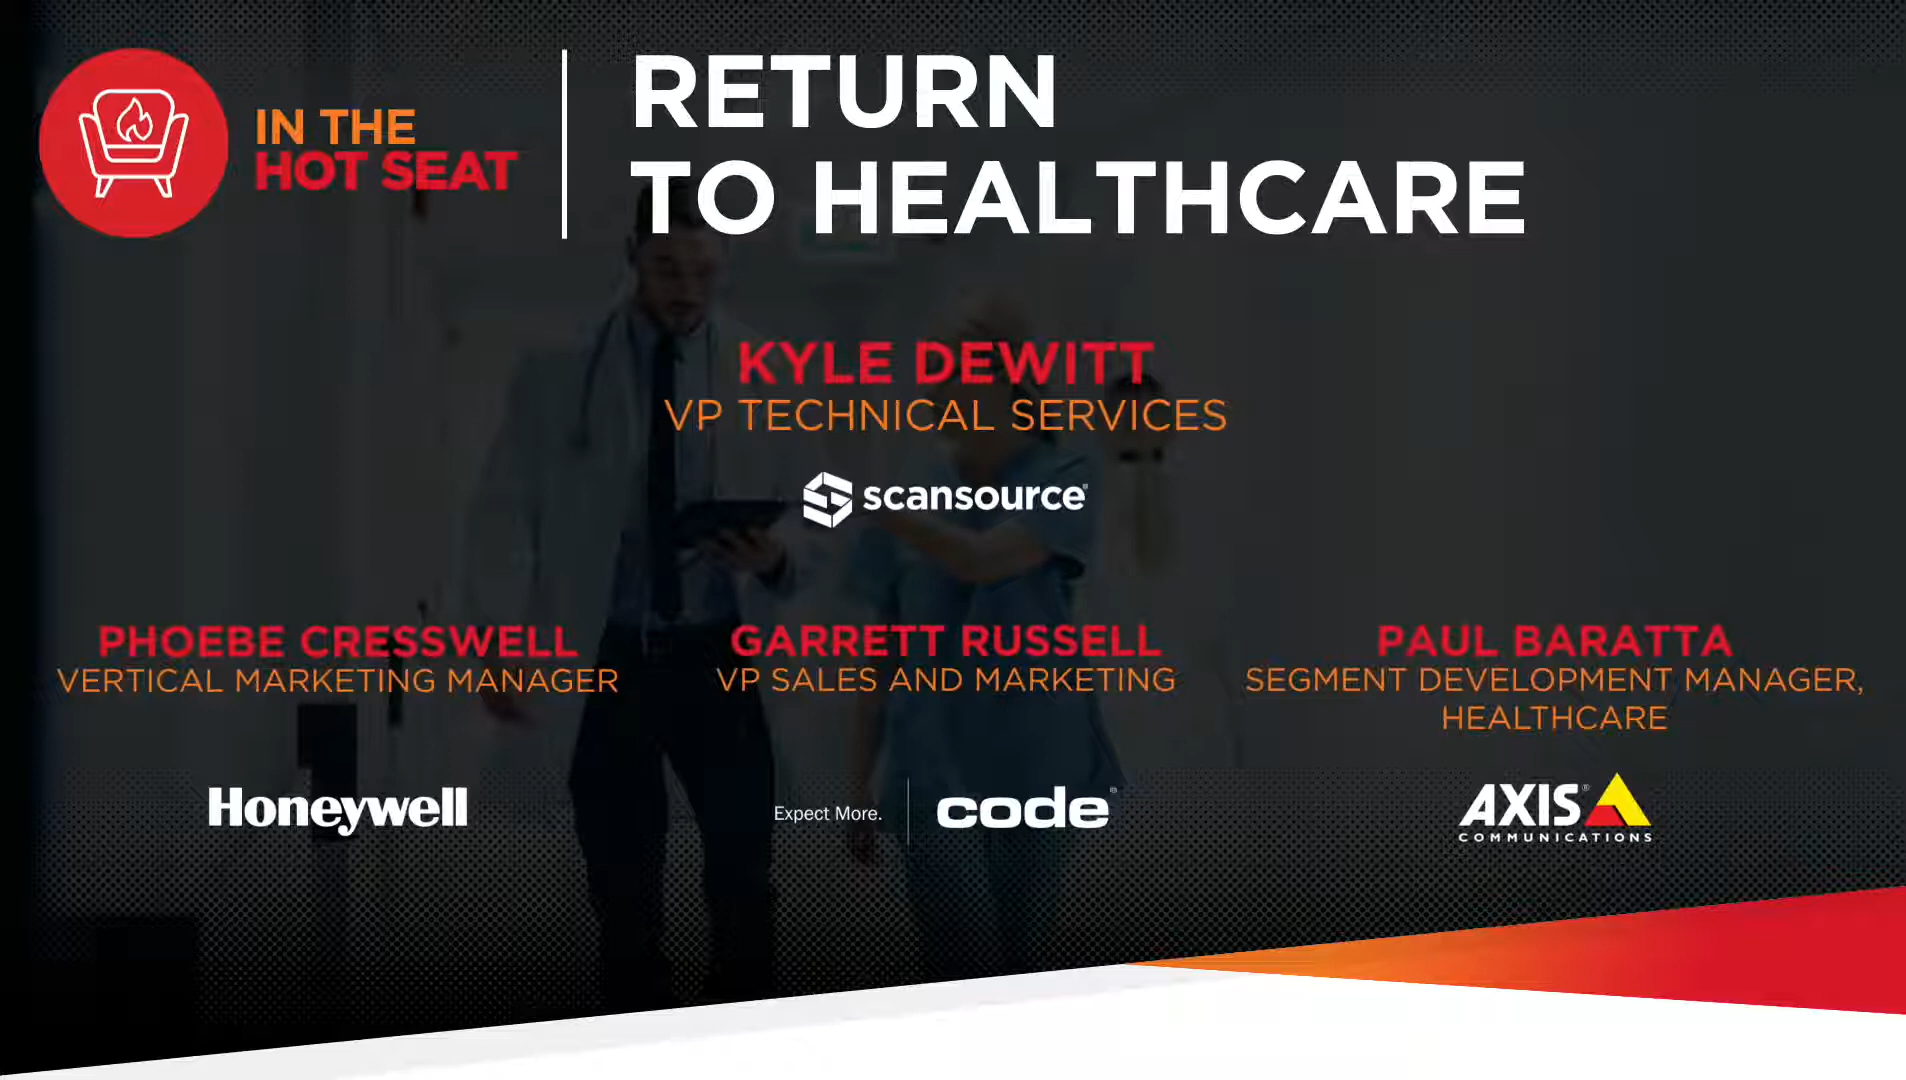 IN THE
HOT SEAT
RETURN
TO HEALTHCARE
KYLE DEWITT
VP TECHNICAL SERVICES
scansource®
PHOEBE CRESSWELL
VERTICAL MARKETING MANAGER
Honeywell
GARRETT RUSSELL
VP SALES AND MARKETING
Expect More. code®
PAUL BARATTA
SEGMENT DEVELOPMENT MANAGER,
HEALTHCARE
AXIS®
COMMUNICATIONS